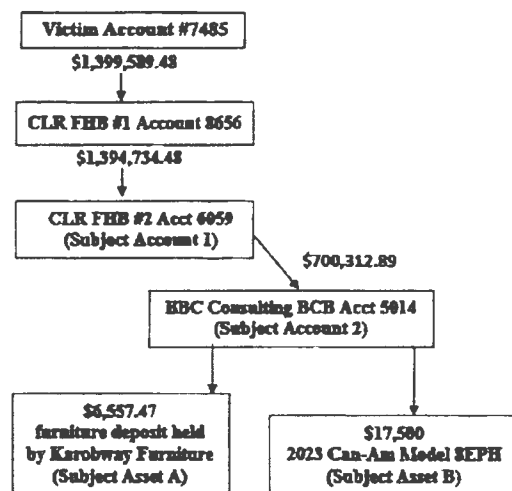 Victim Account #7485
$1,399,589.48
CLR FHB #1 Account 8656
$1,394,734.48
CLR FHB #2 Acct 6059
(Subject Account 1)
$700,312.89
KBC Consulting BCB Acct 5014
(Subject Account 2)
$6,557.47
furniture deposit held
by Karobway Furniture
(Subject Asset A)
$17,580
2023 Can-Am Model 8EPH
(Subject Asset B)